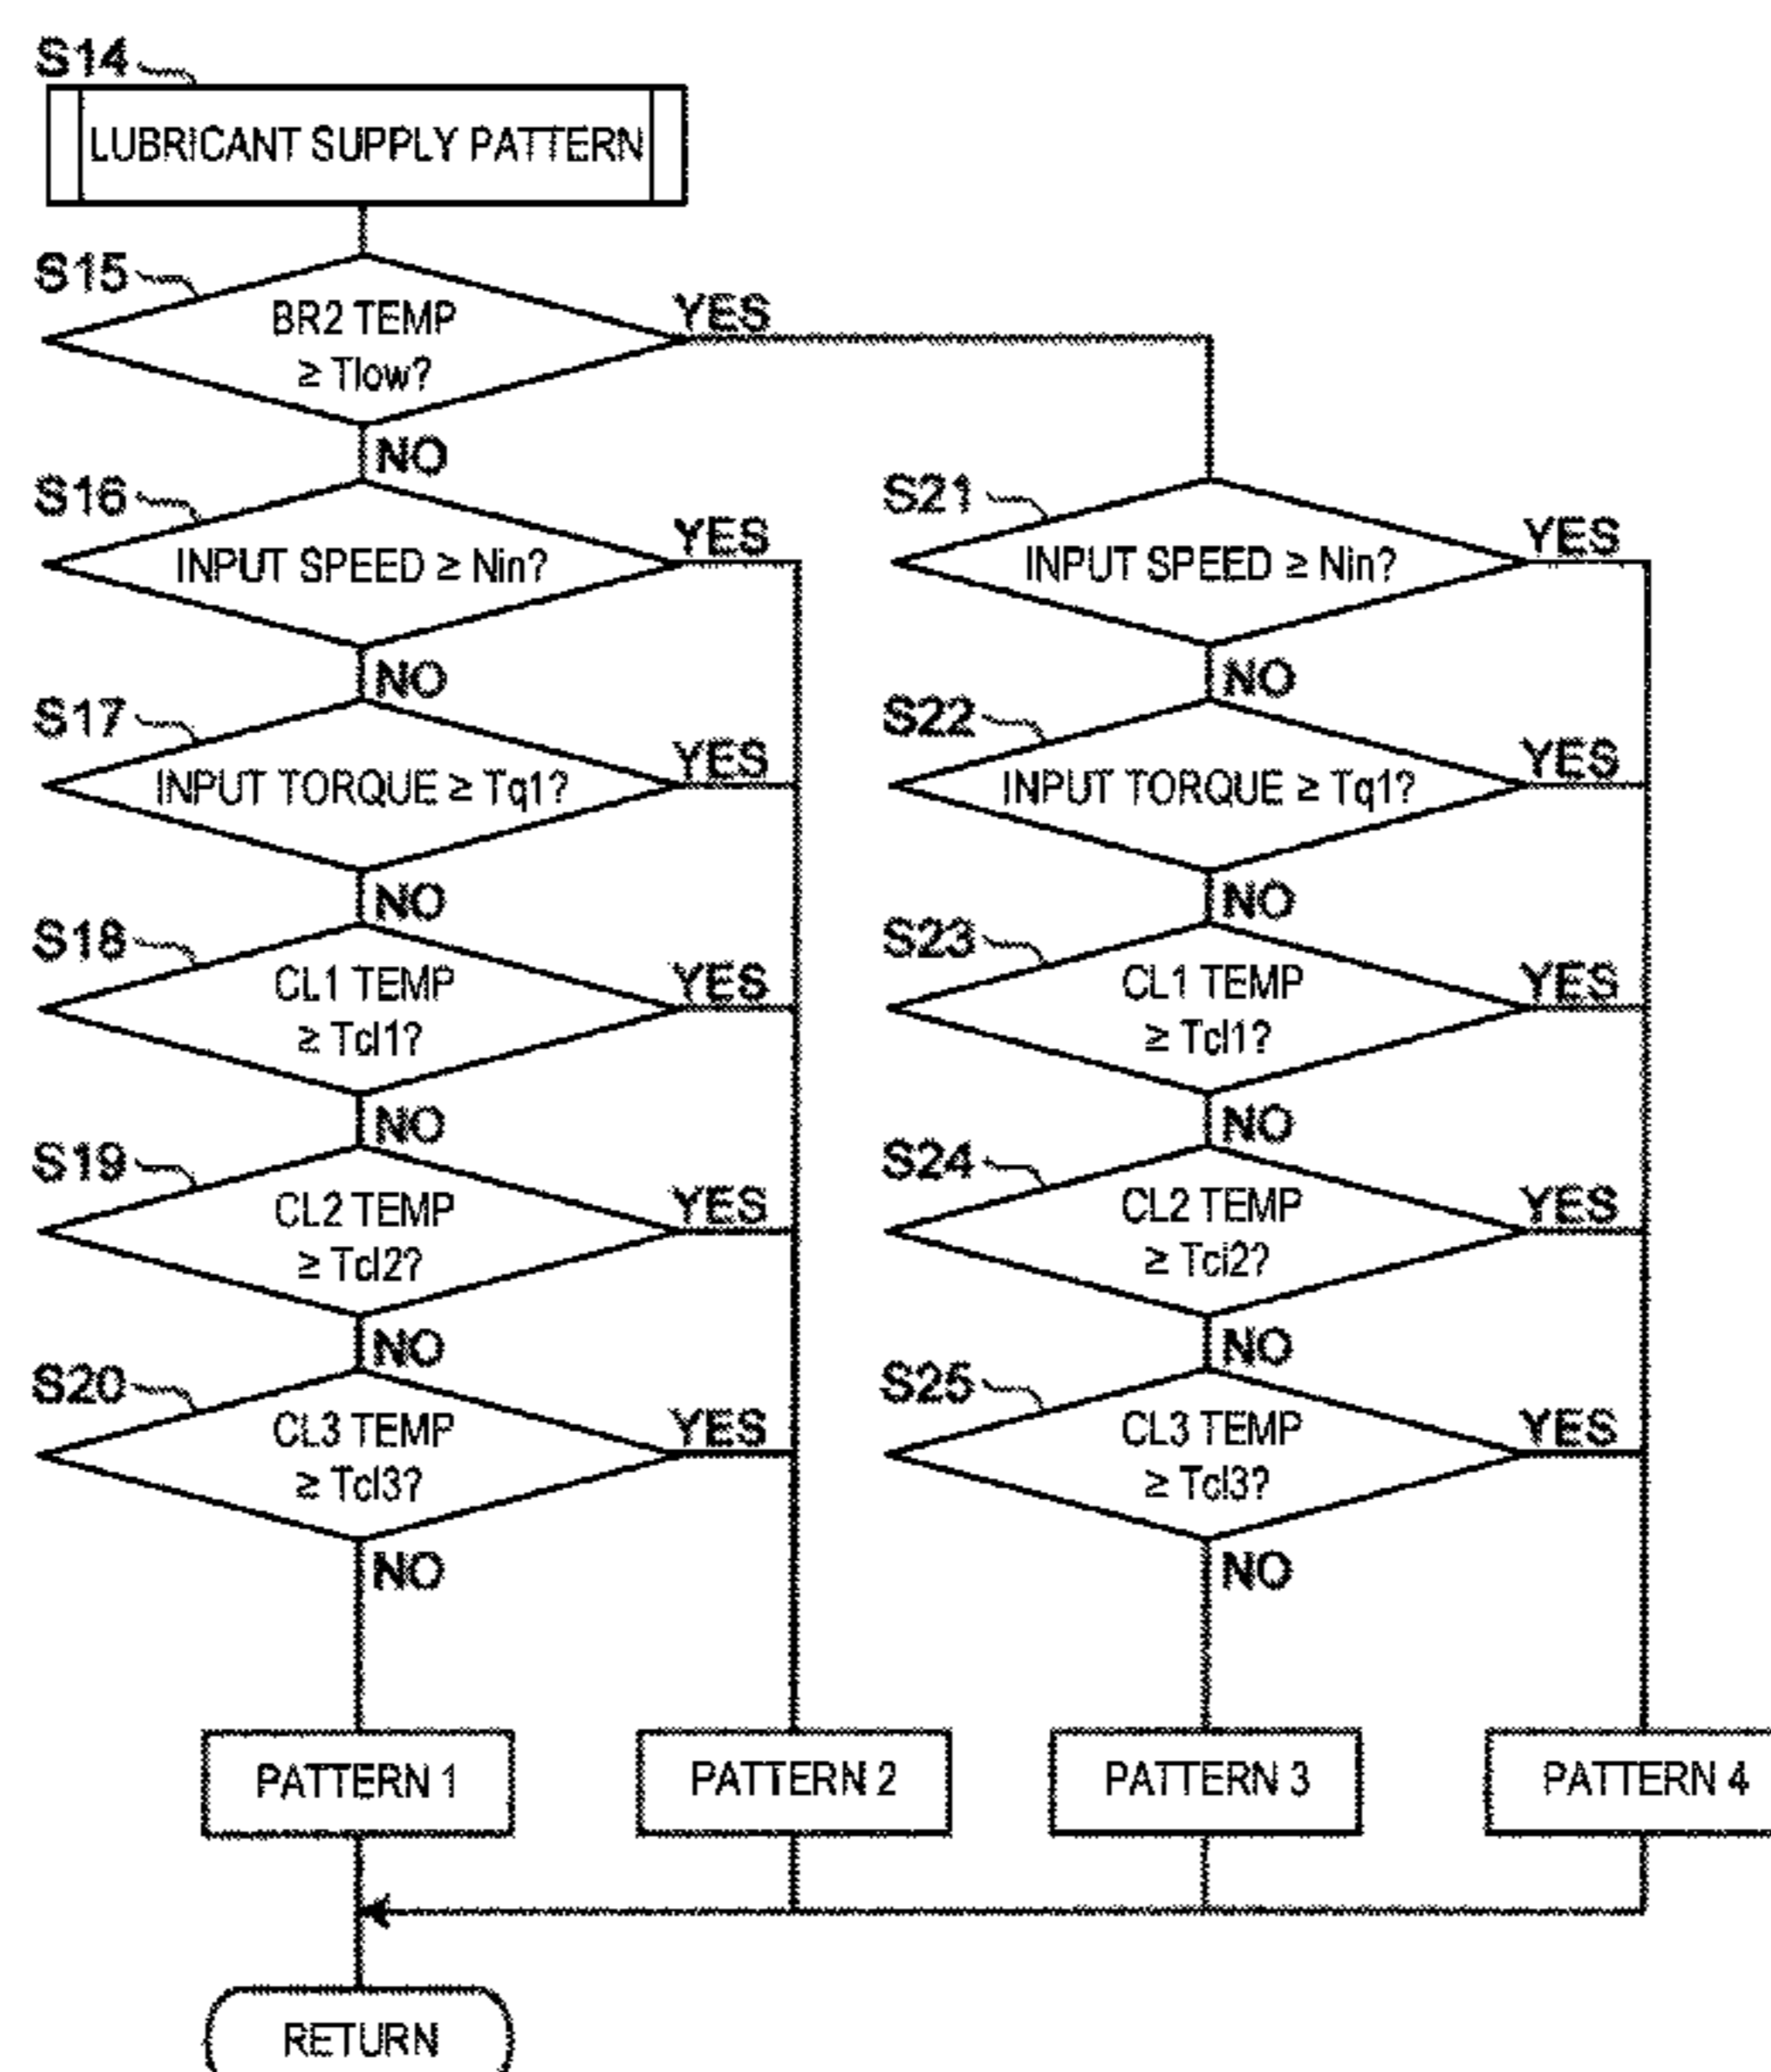 S14
LUBRICANT SUPPLY PATTERN
S15
BR2 TEMP
≥ Tlow?
YES
NO
S16
INPUT SPEED ≥ Nin?
YES
NO
S21
INPUT SPEED ≥ Nin?
YES
NO
S17
INPUT TORQUE ≥ Tq1?
YES
NO
S22
INPUT TORQUE ≥ Tq1?
YES
NO
S18
CL1 TEMP
≥ Tcl1?
YES
NO
S23
CL1 TEMP
≥ Tcl1?
YES
NO
S19
CL2 TEMP
≥ Tcl2?
YES
NO
S24
CL2 TEMP
≥ Tcl2?
YES
NO
S20
CL3 TEMP
≥ Tcl3?
YES
NO
S25
CL3 TEMP
≥ Tcl3?
YES
NO
PATTERN 1
PATTERN 2
PATTERN 3
PATTERN 4
RETURN